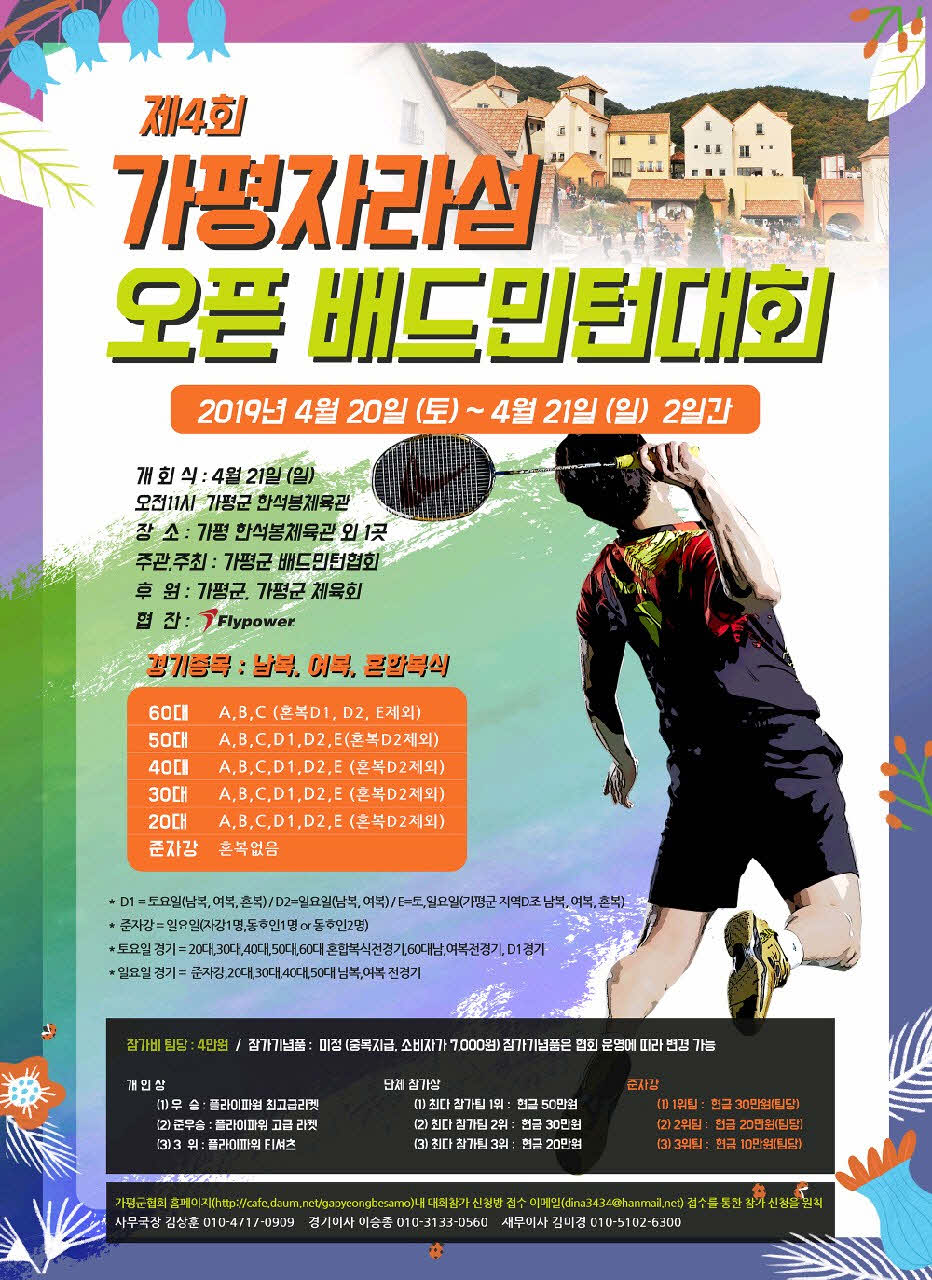 제4회
가평자라섬
오픈 배드민턴대회
2019년 4월 20일 (토) ~ 4월 21일 (일) 2일간
개 회 식 : 4월 21일 (일)
오전11시 가평군 한석봉체육관
장 소 : 가평 한석봉체육관 외 1곳
주관.주최 : 가평군 배드민턴협회
후 원 : 가평군, 가평군 체육회
협 찬 : Flypower
경기종목 : 남복, 여복, 혼합복식
60대 A,B,C (혼복D1, D2, E제외)
50대 A,B,C,D1,D2,E(혼복D2제외)
40대 A,B,C,D1,D2,E (혼복D2제외)
30대 A,B,C,D1,D2,E (혼복D2제외)
20대 A,B,C,D1,D2,E (혼복D2제외)
준자강 혼복없음
* D1 = 토요일(남복, 여복, 혼복) / D2=일요일(남복, 여복) / E=토,일요일(가평군 지역D조 남복, 여복, 혼복)
* 준자강 = 일요일(자강1명,동호인1명 or 동호인2명)
* 토요일 경기 = 20대,30대,40대,50대,60대 혼합복식전경기,60대남,여복전경기, D1경기
* 일요일 경기 = 준자강,20대,30대,40대,50대 남복,여복 전경기
참가비 팀당 : 4만원 / 참가기념품 : 미정 (중복지급, 소비자가 7,000원) 참가기념품은 협회 운영에 따라 변경 가능
개 인 상
(1) 우 승 : 플라이파워 최고급라켓
(2) 준우승 : 플라이파워 고급 라켓
(3) 3 위 : 플라이파워 티셔츠
단체 참가상
(1) 최다 참가팀 1위 : 현금 50만원
(2) 최다 참가팀 2위 : 현금 30만원
(3) 최다 참가팀 3위 : 현금 20만원
준자강
(1) 1위팀 : 현금 30만원(팀당)
(2) 2위팀 : 현금 20만원(팀당)
(3) 3위팀 : 현금 10만원(팀당)
가평군협회 홈페이지(http://cafe.daum.net/gapyeongbesamo)내 대회참가 신청방 접수 이메일(dina3434@hanmail.net) 접수를 통한 참가 신청을 원칙
사무국장 김상훈 010-4717-0909 경기이사 이승종 010-3133-0560 재무이사 김미경 010-5102-6300